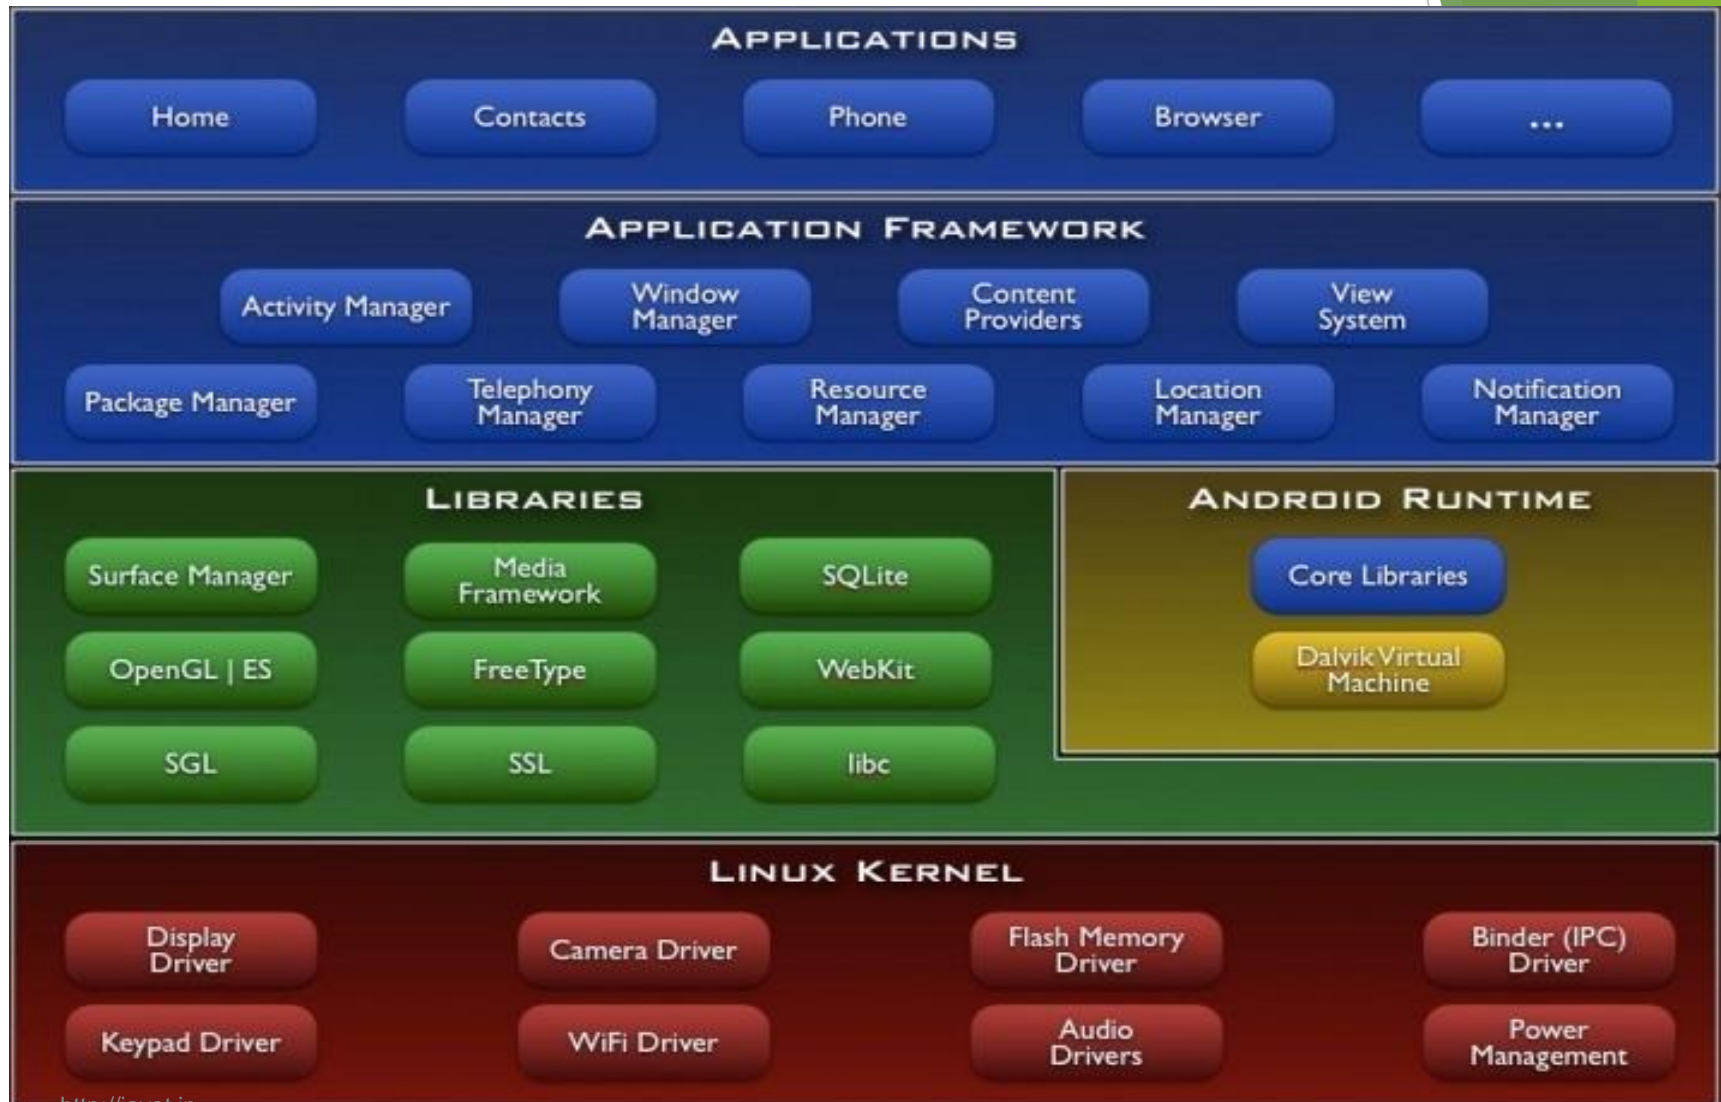 APPLICATIONS
Home
Contacts
Phone
Browser
...
APPLICATION FRAMEWORK
Activity Manager
Window
Manager
Content
Providers
View
System
Package Manager
Telephony
Manager
Resource
Manager
Location
Manager
Notification
Manager
LIBRARIES
Surface Manager
Media
Framework
SQLite
OpenGL | ES
FreeType
WebKit
SGL
SSL
libc
ANDROID RUNTIME
Core Libraries
Dalvik Virtual
Machine
LINUX KERNEL
Display
Driver
Camera Driver
Flash Memory
Driver
Binder (IPC)
Driver
Keypad Driver
WiFi Driver
Audio
Drivers
Power
Management